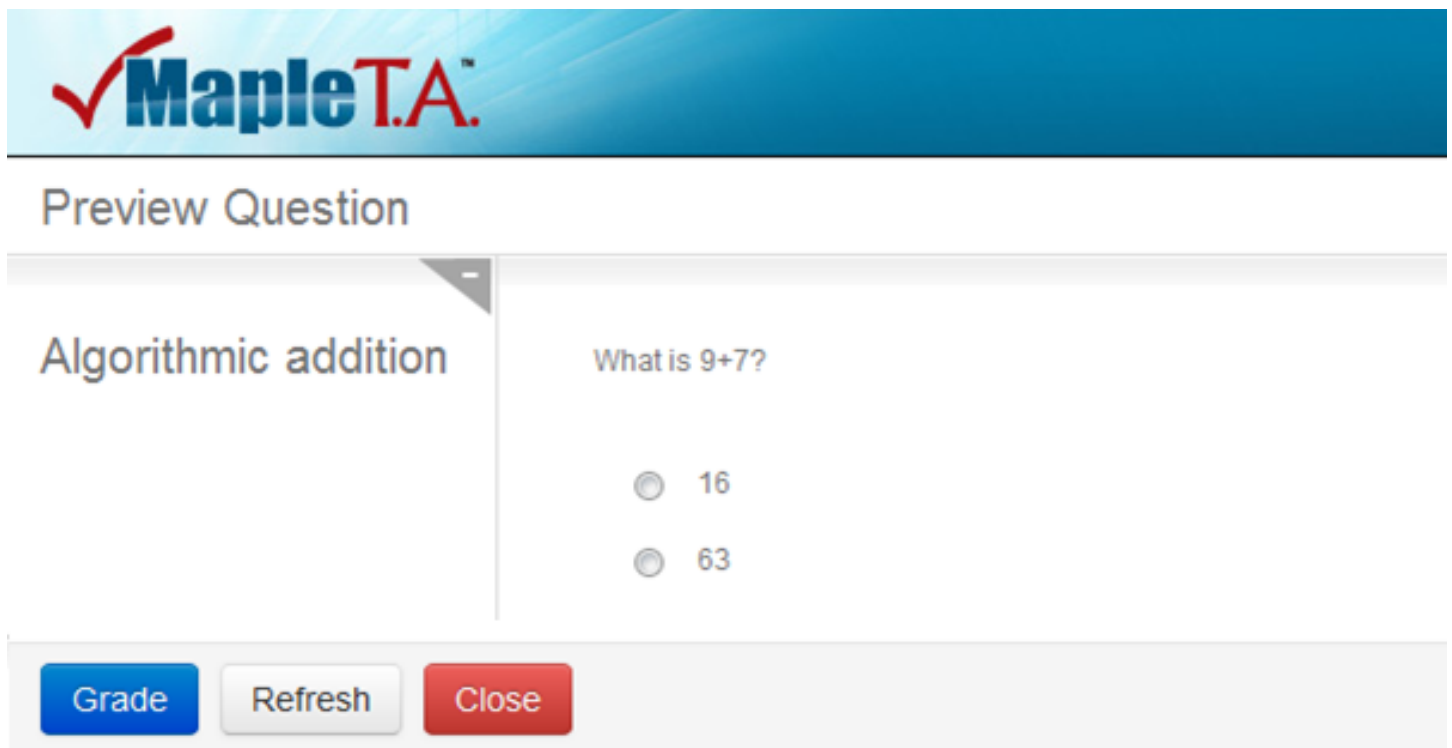 MapleT.A.™
Preview Question
-
Algorithmic addition
What is 9+7?
16
63
Grade Refresh Close